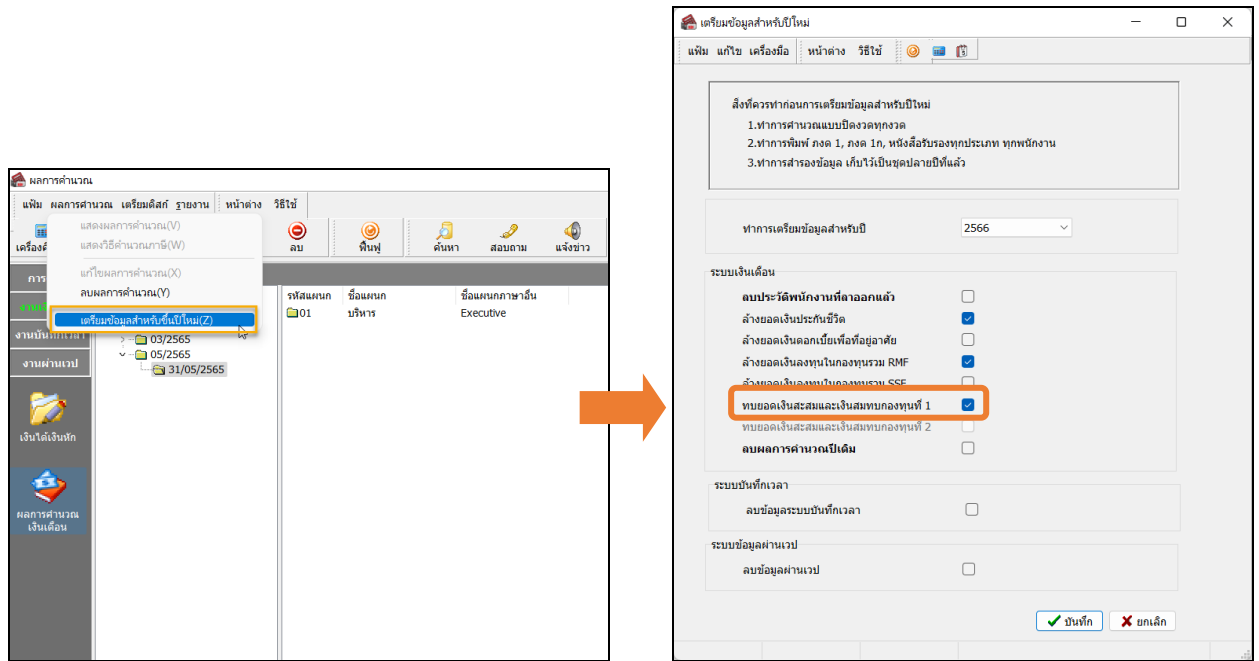 ผลการคำนวณ
แฟ้ม ผลการคำนวณ เตรียมดิสก์ รายงาน หน้าต่าง วิธีใช้
แสดงผลการคำนวณ(V)
แสดงวิธีคำนวณภาษี(W)
แก้ไขผลการคำนวณ(X)
ลบผลการคำนวณ(Y)
เตรียมข้อมูลสำหรับขึ้นปีใหม่(Z)
ลบ ฟื้นฟู ค้นหา สอบถาม แจ้งข่าว
งานผ่านเวป
เงินได้เงินหัก
ผลการคำนวณ
เงินเดือน
03/2565
05/2565
31/05/2565
รหัสแผนก ชื่อแผนก ชื่อแผนกภาษาอื่น
01 บริหาร Executive
เตรียมข้อมูลสำหรับปีใหม่
แฟ้ม แก้ไข เครื่องมือ หน้าต่าง วิธีใช้
สิ่งที่ควรทำก่อนการเตรียมข้อมูลสำหรับปีใหม่
1.ทำการคำนวณแบบปิดงวดทุกงวด
2.ทำการพิมพ์ ภงด 1, ภงด 1ก, หนังสือรับรองทุกประเภท ทุกพนักงาน
3.ทำการสำรองข้อมูล เก็บไว้เป็นชุดปลายปีที่แล้ว
ทำการเตรียมข้อมูลสำหรับปี 2566
ระบบเงินเดือน
ลบประวัติพนักงานที่ลาออกแล้ว
ล้างยอดเงินประกันชีวิต
ล้างยอดเงินดอกเบี้ยเพื่อที่อยู่อาศัย
ล้างยอดเงินลงทุนในกองทุนรวม RMF
ล้างยอดเงินลงทุนในกองทุนรวม SSF
ทบยอดเงินสะสมและเงินสมทบกองทุนที่ 1
ทบยอดเงินสะสมและเงินสมทบกองทุนที่ 2
ลบผลการคำนวณปีเดิม
ระบบบันทึกเวลา
ลบข้อมูลระบบบันทึกเวลา
ระบบข้อมูลผ่านเวป
ลบข้อมูลผ่านเวป
บันทึก ยกเลิก